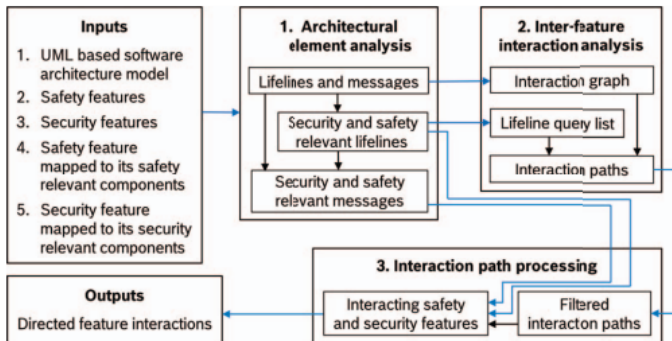 Inputs
1. UML based software
architecture model
2. Safety features
3. Security features
4. Safety feature
mapped to its safety
relevant components
5. Security feature
mapped to its security
relevant components
1. Architectural
element analysis
Lifelines and messages
Security and safety
relevant lifelines
Security and safety
relevant messages
2. Inter-feature
interaction analysis
Interaction graph
Lifeline query list
Interaction paths
3. Interaction path processing
Interacting safety
and security features
Filtered
interacton paths
Outputs
Directed feature interactions